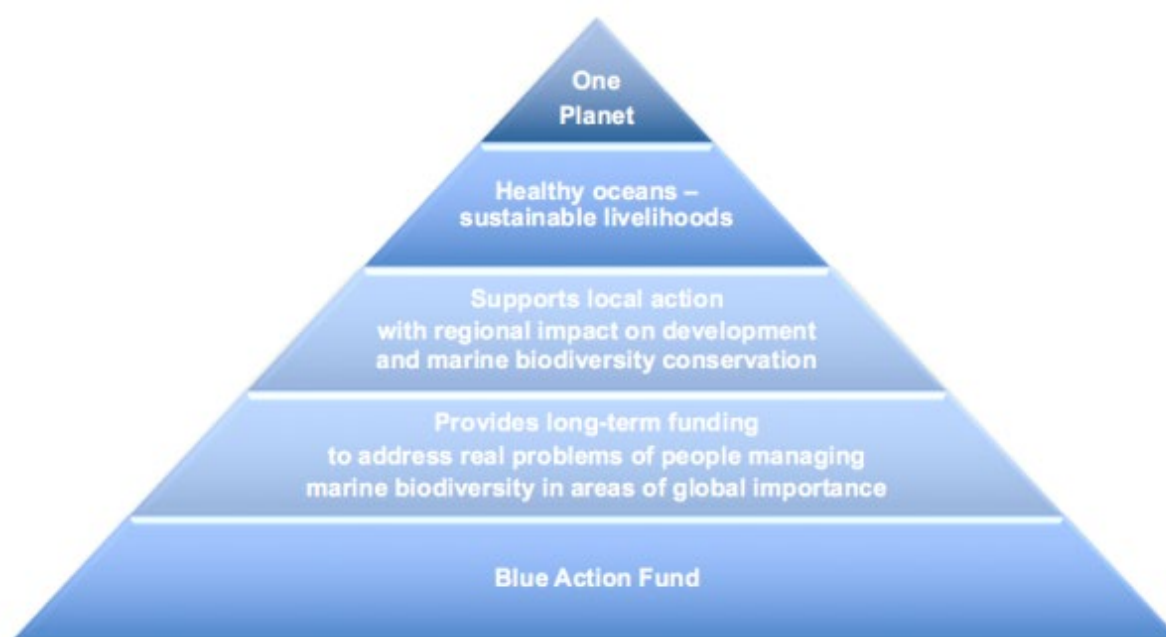 One
Planet
Healthy oceans –
sustainable livelihoods
Supports local action
with regional impact on development
and marine biodiversity conservation
Provides long-term funding
to address real problems of people managing
marine biodiversity in areas of global importance
Blue Action Fund